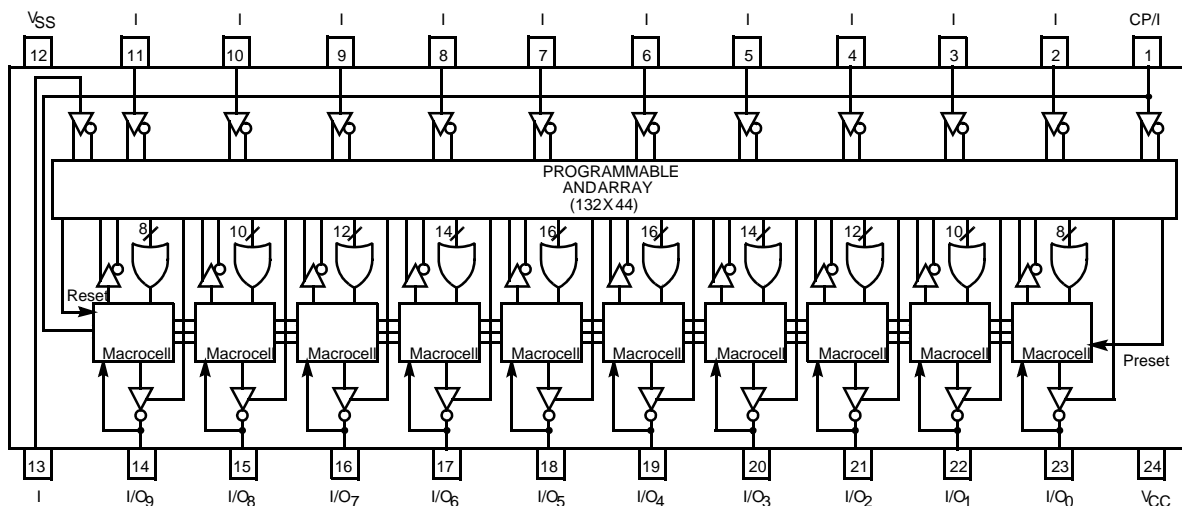 VSS I I I I I I I I I I CP/I
12 11 10 9 8 7 6 5 4 3 2 1
PROGRAMMABLE
ANDARRAY
(132X44)
8 10 12 14 16 16 14 12 10 8
Reset
Macrocell Macrocell Macrocell Macrocell Macrocell Macrocell Macrocell Macrocell Macrocell Macrocell
Preset
13 14 15 16 17 18 19 20 21 22 23 24
I I/O9 I/O8 I/O7 I/O6 I/O5 I/O4 I/O3 I/O2 I/O1 I/O0 VCC